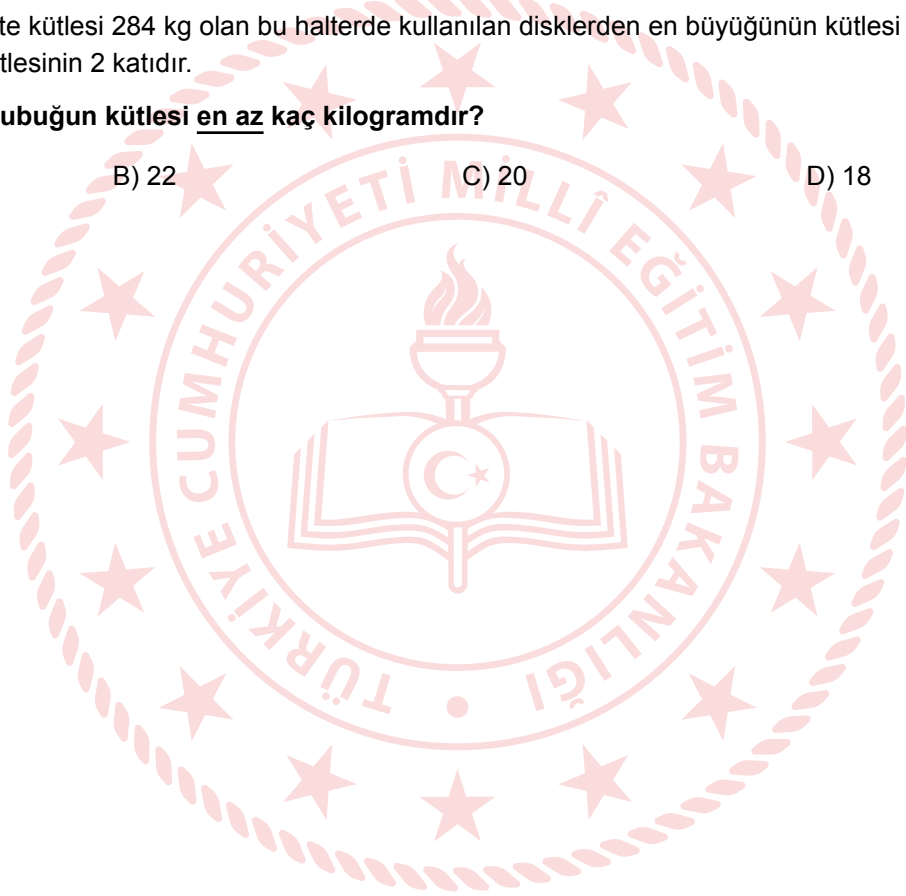 te kütlesi 284 kg olan bu halterde kullanılan disklerden en büyüğünün kütlesi
tlesinin 2 katıdır.
ubuğun kütlesi en az kaç kilogramdır?
B) 22 C) 20 D) 18
TÜRKİYE CUMHURİYETİ MİLLÎ EĞİTİM BAKANLIĞI